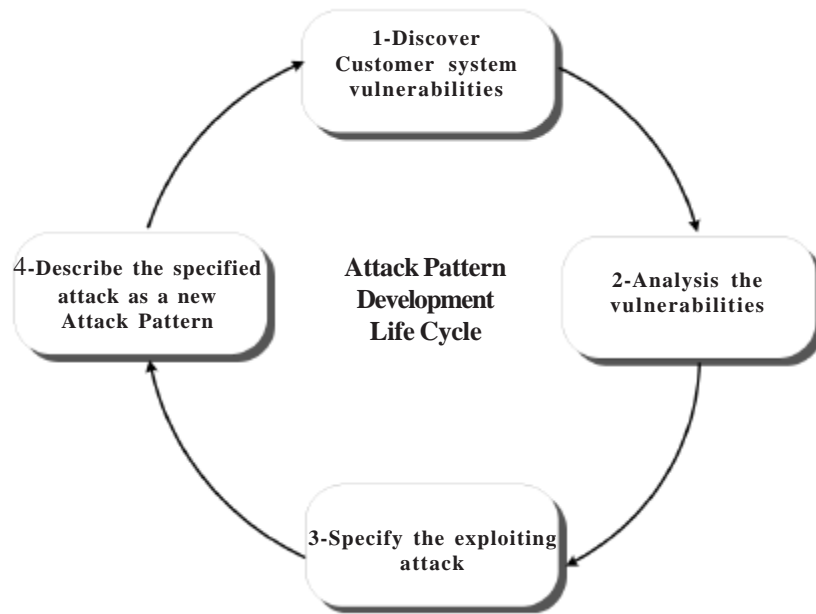 1-Discover
Customer system
vulnerabilities
4-Describe the specified
attack as a new
Attack Pattern
Attack Pattern
Development
Life Cycle
2-Analysis the
vulnerabilities
3-Specify the exploiting
attack